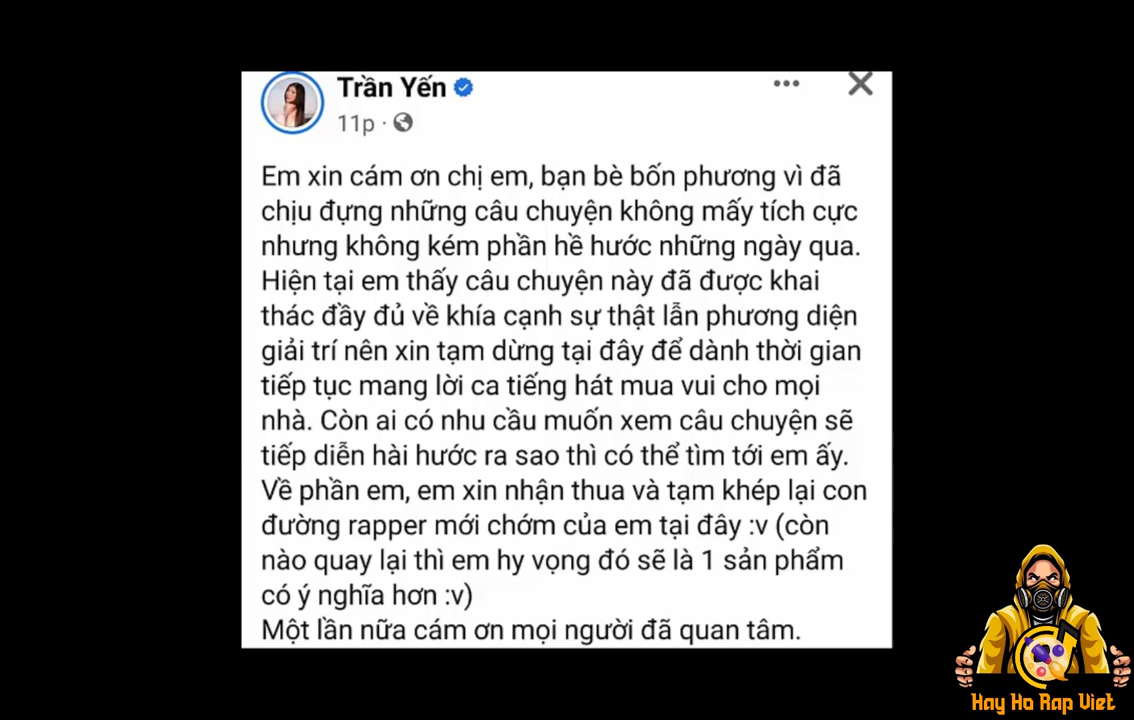 Trần Yến
11p ·
Em xin cám ơn chị em, bạn bè bốn phương vì đã
chịu đựng những câu chuyện không mấy tích cực
nhưng không kém phần hề hước những ngày qua.
Hiện tại em thấy câu chuyện này đã được khai
thác đầy đủ về khía cạnh sự thật lẫn phương diện
giải trí nên xin tạm dừng tại đây để dành thời gian
tiếp tục mang lời ca tiếng hát mua vui cho mọi
nhà. Còn ai có nhu cầu muốn xem câu chuyện sẽ
tiếp diễn hài hước ra sao thì có thể tìm tới em ấy.
Về phần em, em xin nhận thua và tạm khép lại con
đường rapper mới chớm của em tại đây :v (còn
nào quay lại thì em hy vọng đó sẽ là 1 sản phẩm
có ý nghĩa hơn :v)
Một lần nữa cám ơn mọi người đã quan tâm.
Hay Ho Rap Viet